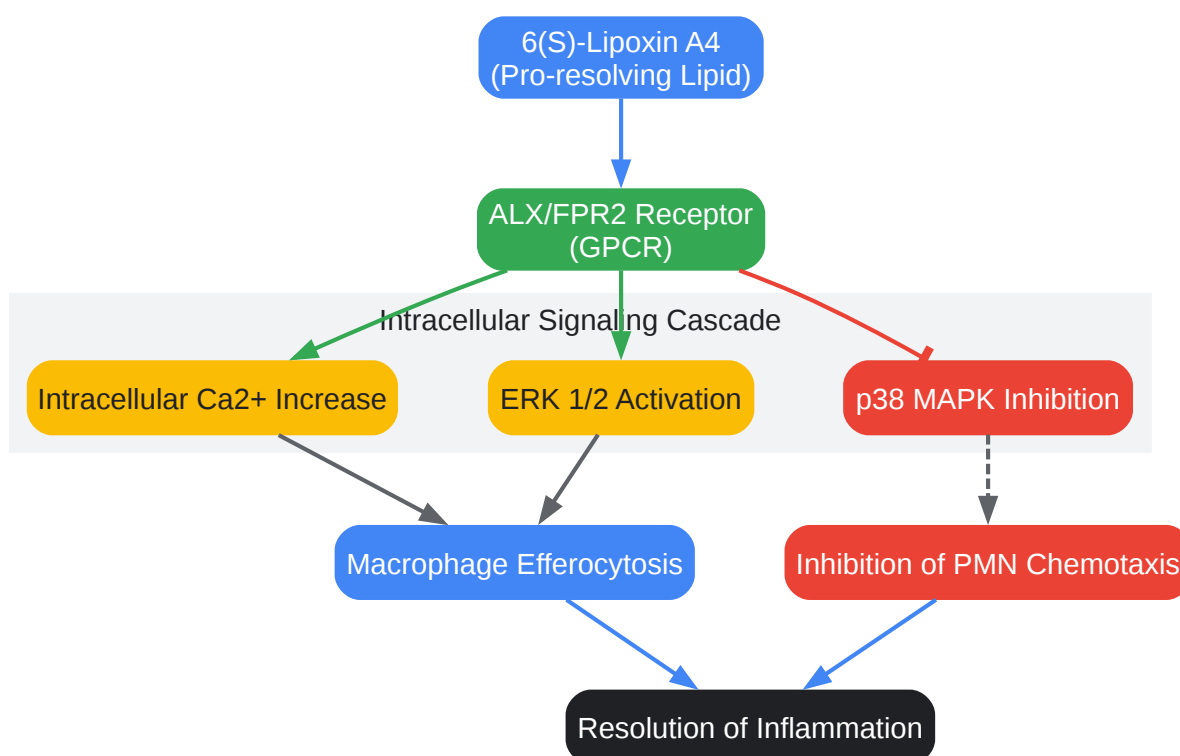 6(S)-Lipoxin A4
(Pro-resolving Lipid)
ALX/FPR2 Receptor
(GPCR)
Intracellular Signaling Cascade
Intracellular Ca2+ Increase
ERK 1/2 Activation
p38 MAPK Inhibition
Macrophage Efferocytosis
Inhibition of PMN Chemotaxis
Resolution of Inflammation